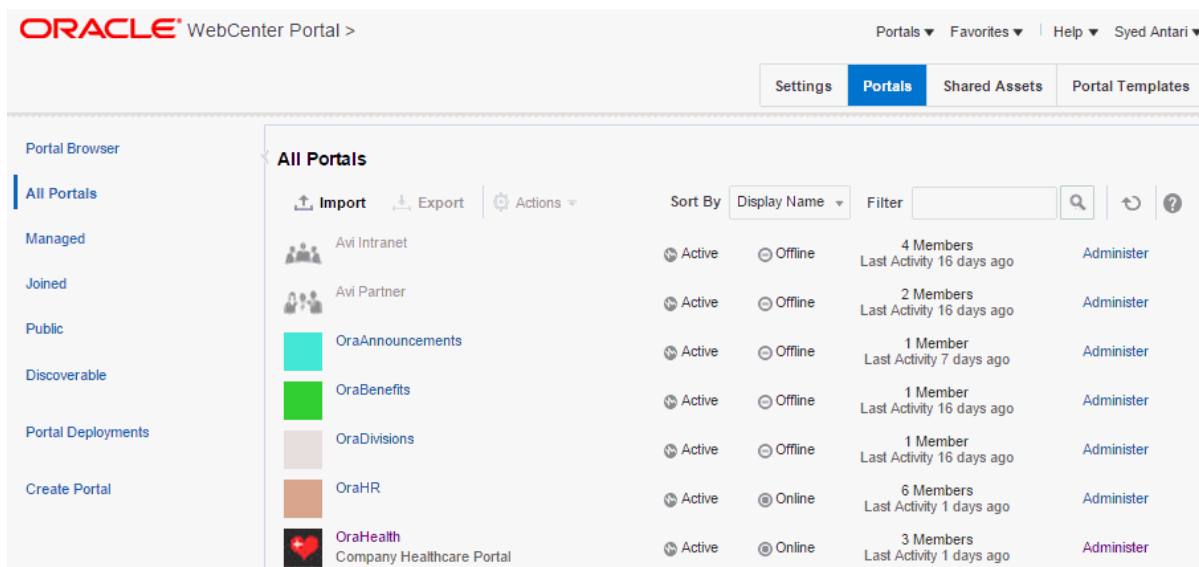 ORACLE® WebCenter Portal >
Portals Favorites Help Syed Antari
Settings Portals Shared Assets Portal Templates
Portal Browser
All Portals
Managed
Joined
Public
Discoverable
Portal Deployments
Create Portal
All Portals
Import Export Actions Sort By Display Name Filter
Avi Intranet Active Offline 4 Members Administer
Last Activity 16 days ago
Avi Partner Active Offline 2 Members Administer
Last Activity 16 days ago
OraAnnouncements Active Offline 1 Member Administer
Last Activity 7 days ago
OraBenefits Active Offline 1 Member Administer
Last Activity 16 days ago
OraDivisions Active Offline 1 Member Administer
Last Activity 16 days ago
OraHR Active Online 6 Members Administer
Last Activity 1 days ago
OraHealth Active Online 3 Members Administer
Company Healthcare Portal Last Activity 1 days ago